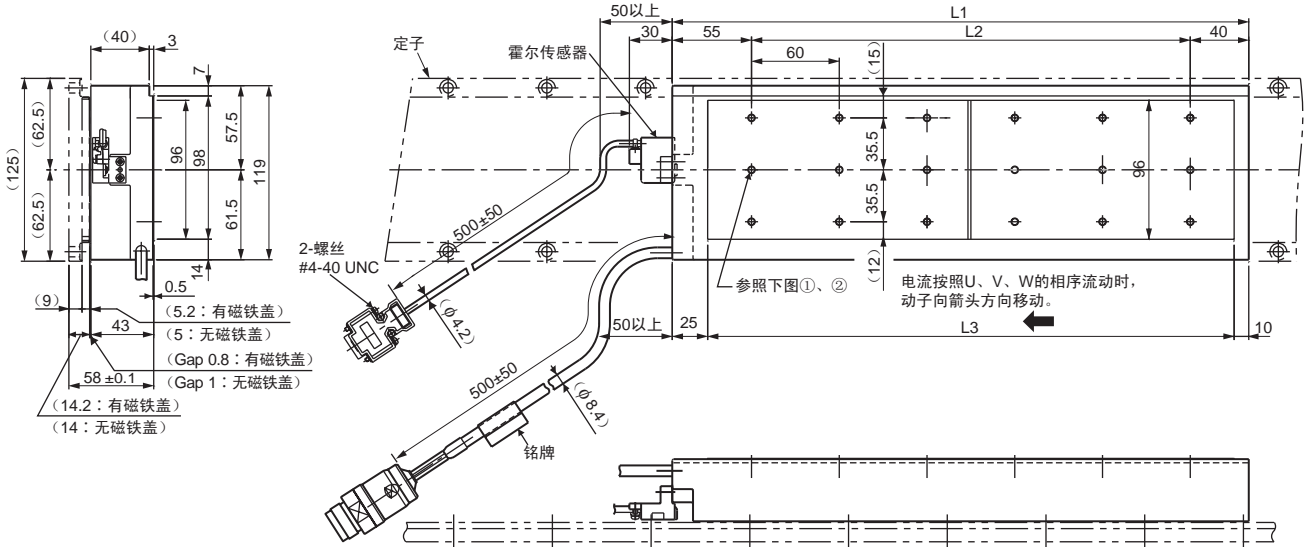 50以上
L1
（40）
3
30
55
L2
40
定子
霍尔传感器
60
（15）
7
（125）
（62.5）
（62.5）
96
98
57.5
61.5
119
35.5
35.5
96
500±50
2-螺丝
#4-40 UNC
14
（12）
0.5
参照下图①、②
电流按照U、V、W的相序流动时，
动子向箭头方向移动。
（9）
（5.2：有磁铁盖）
（φ4.2）
43
（5：无磁铁盖）
50以上
25
L3
10
（Gap 0.8：有磁铁盖）
58±0.1
（Gap 1：无磁铁盖）
500±50
（φ8.4）
（14.2：有磁铁盖）
（14：无磁铁盖）
铭牌